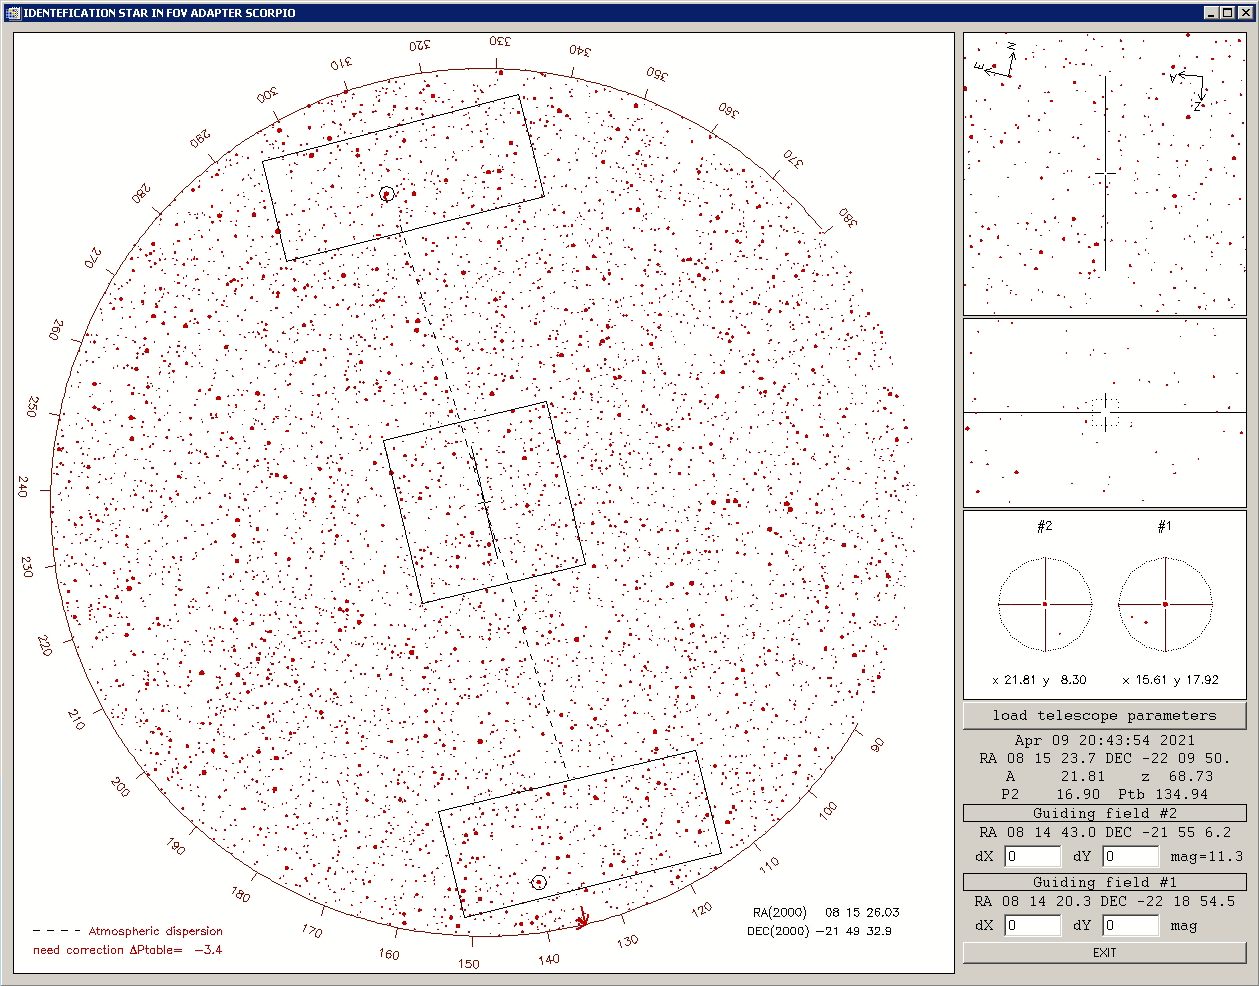 IDENTEFICATION STAR IN FOV ADAPTER SCORPIO
330
320
340
310
350
300
360
290
370
280
380
270
260
250
240
230
220
210
200
190
180
170
160
150
140
130
120
110
100
90
RA(2000) 08 15 26.03
DEC(2000) -21 49 32.9
- - - - Atmospheric dispersion
need correction ΔPtable= -3.4
N
E
A
Z
#2 #1
x 21.81 y 8.30 x 15.61 y 17.92
load telescope parameters
Apr 09 20:43:54 2021
RA 08 15 23.7 DEC -22 09 50.
A 21.81 z 68.73
P2 16.90 Ptb 134.94
Guiding field #2
RA 08 14 43.0 DEC -21 55 6.2
dX 0 dY 0 mag=11.3
Guiding field #1
RA 08 14 20.3 DEC -22 18 54.5
dX 0 dY 0 mag
EXIT